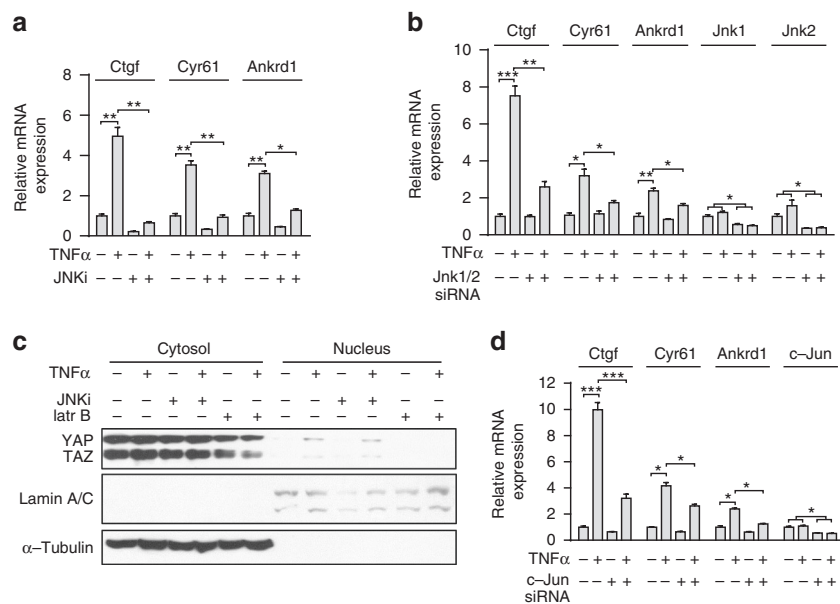 a
Ctgf Cyr61 Ankrd1
Relative mRNA
expression
8
6
4
2
0
** ** ** ** ** *
TNFα – + – + – + – + – + – +
JNKi – – + + – – + + – – + +
b
Ctgf Cyr61 Ankrd1 Jnk1 Jnk2
Relative mRNA
expression
10
8
6
4
2
0
*** ** * * ** * * *
TNFα – + – + – + – + – + – + – + – + – + – +
Jnk1/2 – – + + – – + + – – + + – – + + – – + +
siRNA
c
Cytosol Nucleus
TNFα – + – + – + – + – + – +
JNKi – – + + – – – – + + – –
latr B – – – – + + – – – – + +
YAP
TAZ
Lamin A/C
α–Tubulin
d
Ctgf Cyr61 Ankrd1 c–Jun
Relative mRNA
expression
12
10
8
6
4
2
0
*** *** * * * * *
TNFα – + – + – + – + – + – + – + – +
c–Jun – – + + – – + + – – + + – – + +
siRNA